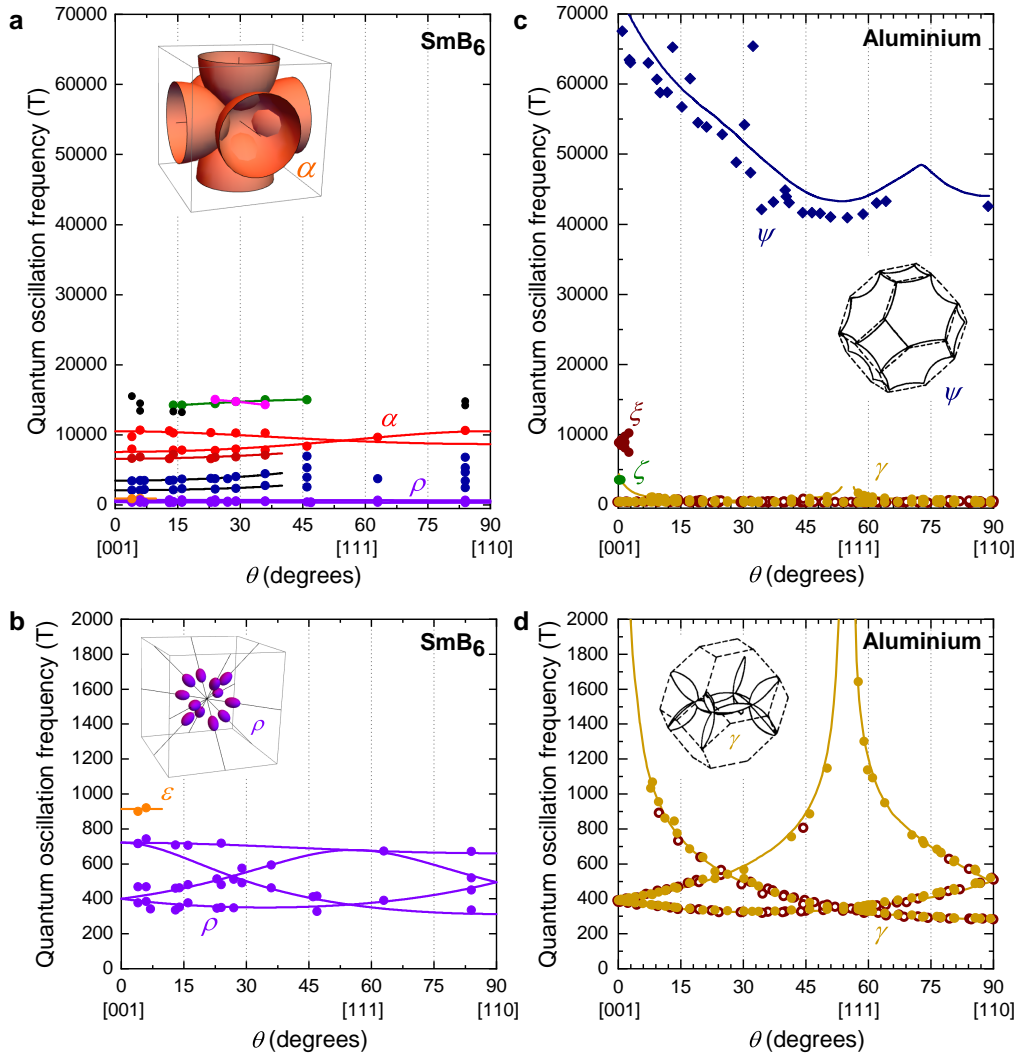 a
SmB6
Quantum oscillation frequency (T)
70000
60000
50000
40000
30000
20000
10000
0
α
α
ρ
0 15 30 45 60 75 90
[001] [111] [110]
θ (degrees)
c
Aluminium
Quantum oscillation frequency (T)
70000
60000
50000
40000
30000
20000
10000
0
ψ
ψ
ξ
ζ
γ
0 15 30 45 60 75 90
[001] [111] [110]
θ (degrees)
b
SmB6
Quantum oscillation frequency (T)
2000
1800
1600
1400
1200
1000
800
600
400
200
0
ρ
ε
ρ
0 15 30 45 60 75 90
[001] [111] [110]
θ (degrees)
d
Aluminium
Quantum oscillation frequency (T)
2000
1800
1600
1400
1200
1000
800
600
400
200
0
γ
γ
0 15 30 45 60 75 90
[001] [111] [110]
θ (degrees)